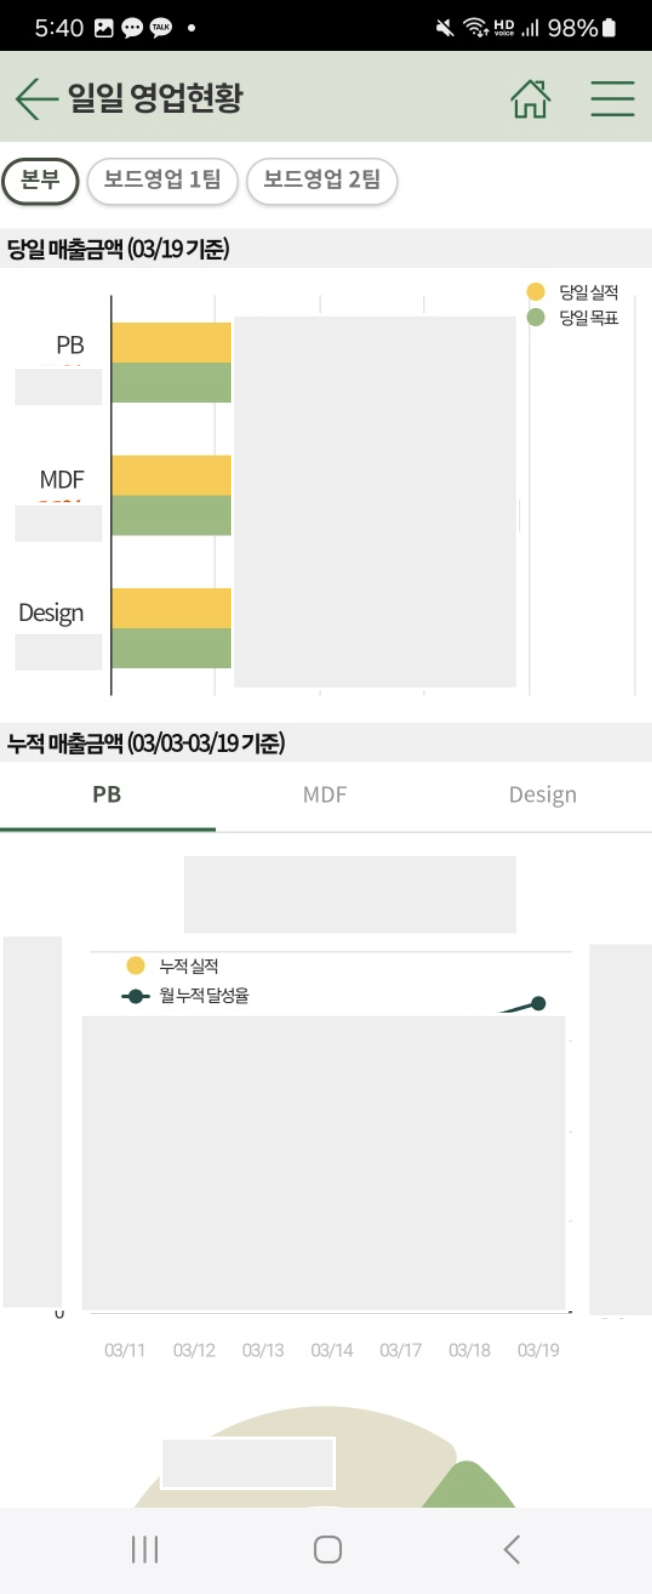 5:40 TALK HD voice 98%
일일 영업현황
본부 보드영업 1팀 보드영업 2팀
당일 매출금액 (03/19 기준)
당일 실적
당일 목표
PB
MDF
Design
누적 매출금액 (03/03-03/19 기준)
PB MDF Design
누적 실적
월 누적 달성율
03/11 03/12 03/13 03/14 03/17 03/18 03/19